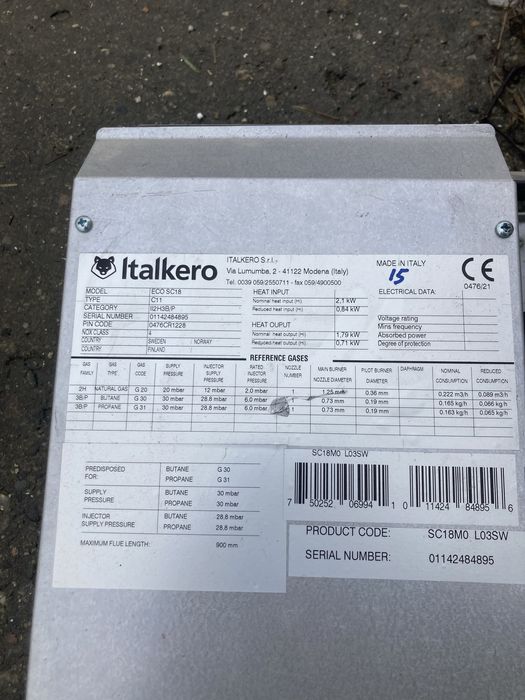 Italkero
ITALKERO S.r.l.
Via Lumumba, 2 - 41122 Modena (Italy)
Tel. 0039 059/2550711 - fax 059/4900500
MADE IN ITALY
15
CE
0476/21
MODEL ECO SC18
TYPE C11
CATEGORY II2H3B/P
SERIAL NUMBER 01142484895
PIN CODE 0476CR1228
NOX CLASS 4
COUNTRY SWEDEN NORWAY
COUNTRY FINLAND
HEAT INPUT
Nominal heat input (Hi) 2,1 kW
Reduced heat input (Hi) 0,84 kW
HEAT OUPUT
Nominal heat output (Hi) 1,79 kW
Reduced heat output (Hi) 0,71 kW
ELECTRICAL DATA:
Voltage rating
Mins frequency
Absorbed power
Degree of protection
REFERENCE GASES
GAS FAMILY GAS TYPE GAS CODE SUPPLY PRESSURE INJECTOR SUPPLY PRESSURE RATED INJECTOR PRESSURE NOZZLE NUMBER MAIN BURNER NOZZLE DIAMETER PILOT BURNER DIAMETER DIAPHRAGM NOMINAL CONSUMPTION REDUCED CONSUMPTION
2H NATURAL GAS G 20 20 mbar 12 mbar 2.0 mbar 1.25 mm 0.36 mm 0.222 m3/h 0.089 m3/h
3B/P BUTANE G 30 30 mbar 28.8 mbar 6.0 mbar 0.73 mm 0.19 mm 0.165 kg/h 0.066 kg/h
3B/P PROPANE G 31 30 mbar 28.8 mbar 6.0 mbar 0.73 mm 0.19 mm 0.163 kg/h 0.065 kg/h
PREDISPOSED FOR: BUTANE G 30
PROPANE G 31
SUPPLY PRESSURE BUTANE 30 mbar
PROPANE 30 mbar
INJECTOR SUPPLY PRESSURE BUTANE 28,8 mbar
PROPANE 28,8 mbar
MAXIMUM FLUE LENGTH: 900 mm
SC18M0 L03SW
7 50252 06994 1 0 11424 84895 6
PRODUCT CODE: SC18M0 L03SW
SERIAL NUMBER: 01142484895